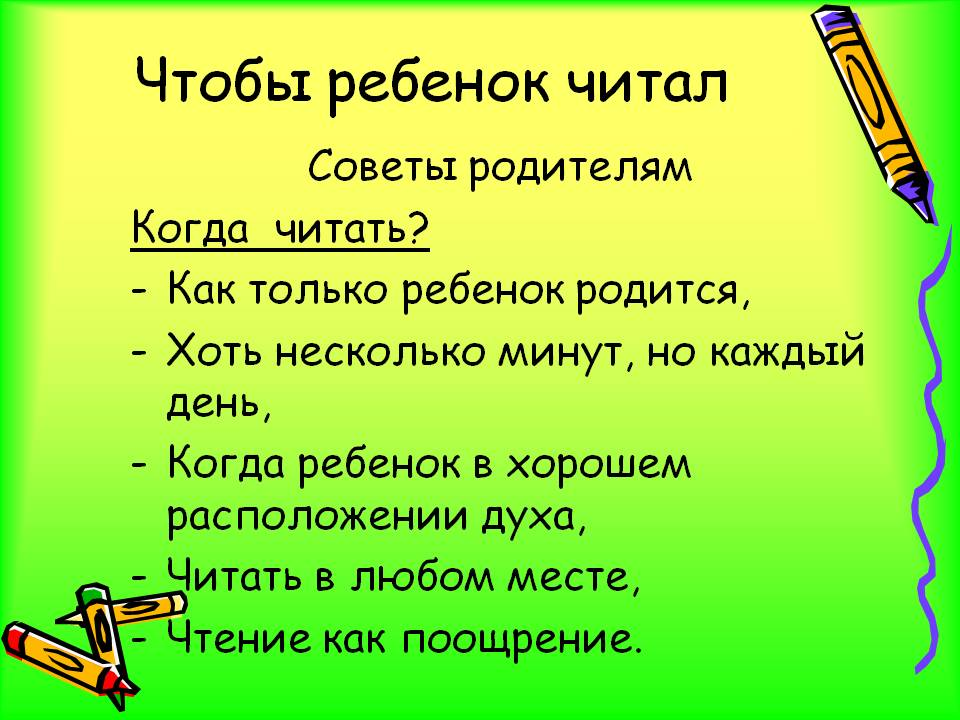 Чтобы ребенок читал
Советы родителям
Когда  читать?
- Как только ребенок родится,
- Хоть несколько минут, но каждый
день,
- Когда ребенок в хорошем
расположении духа,
- Читать в любом месте,
- Чтение как поощрение.